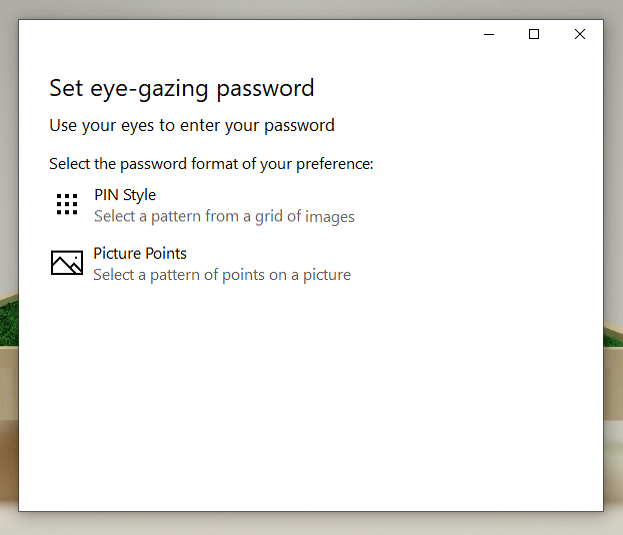 Set eye-gazing password
Use your eyes to enter your password
Select the password format of your preference:
PIN Style
Select a pattern from a grid of images
Picture Points
Select a pattern of points on a picture